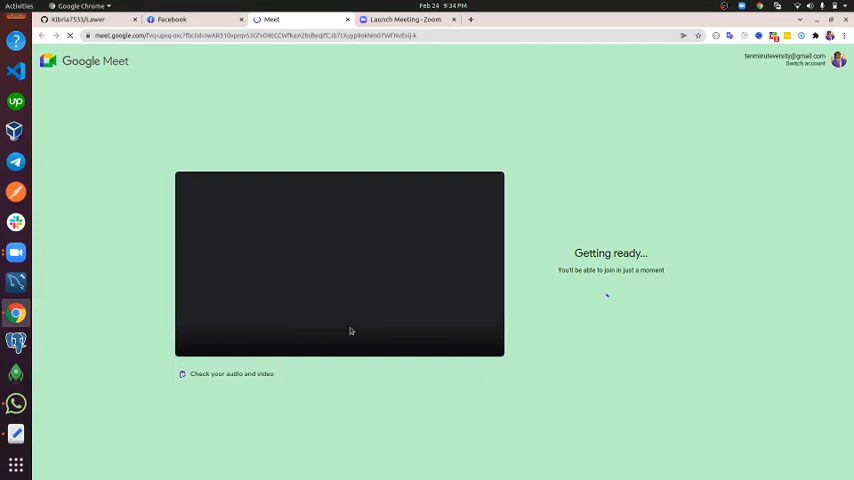 Activities
Google Chrome
Feb 24 9:34 PM
Kibria7533/Lawer
Facebook
Meet
Launch Meeting - Zoom
Google Meet
tenminuteversity@gmail.com
Switch account
Getting ready...
You'll be able to join in just a moment
Check your audio and video
up